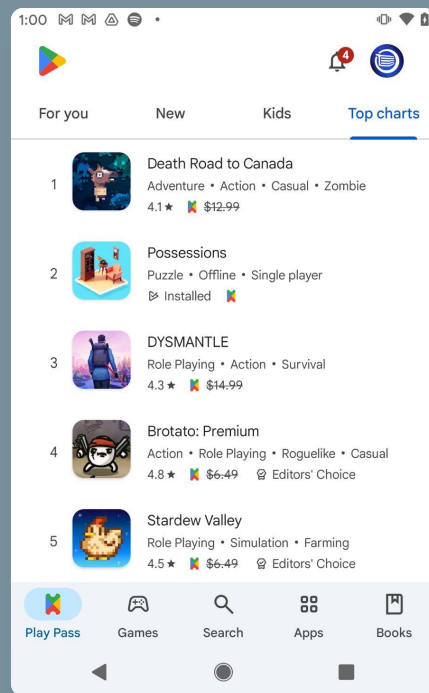 1:00
4
For you New Kids Top charts
1
Death Road to Canada
Adventure • Action • Casual • Zombie
4.1★ $12.99
2
Possessions
Puzzle • Offline • Single player
Installed
3
DYSMANTLE
Role Playing • Action • Survival
4.3★ $14.99
4
Brotato: Premium
Action • Role Playing • Roguelike • Casual
4.8★ $6.49 Editors' Choice
5
Stardew Valley
Role Playing • Simulation • Farming
4.5★ $6.49 Editors' Choice
Play Pass Games Search Apps Books